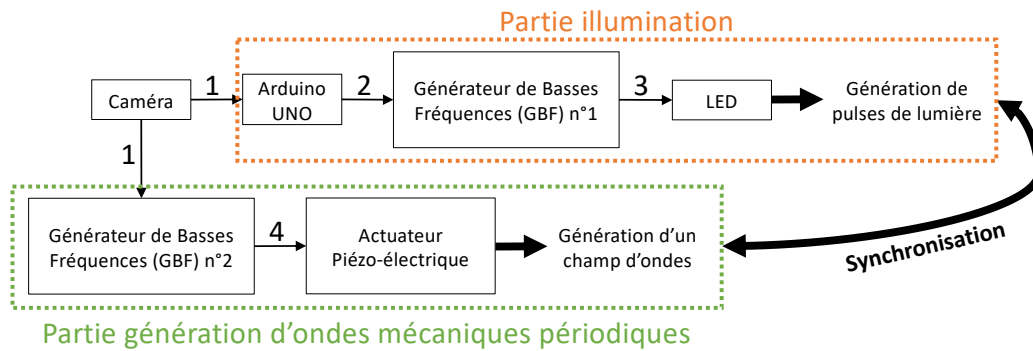 Partie illumination
Caméra
1
Arduino
UNO
2
Générateur de Basses
Fréquences (GBF) n°1
3
LED
Génération de
pulses de lumière
1
Générateur de Basses
Fréquences (GBF) n°2
4
Actuateur
Piézo-électrique
Génération d'un
champ d'ondes
Synchronisation
Partie génération d'ondes mécaniques périodiques